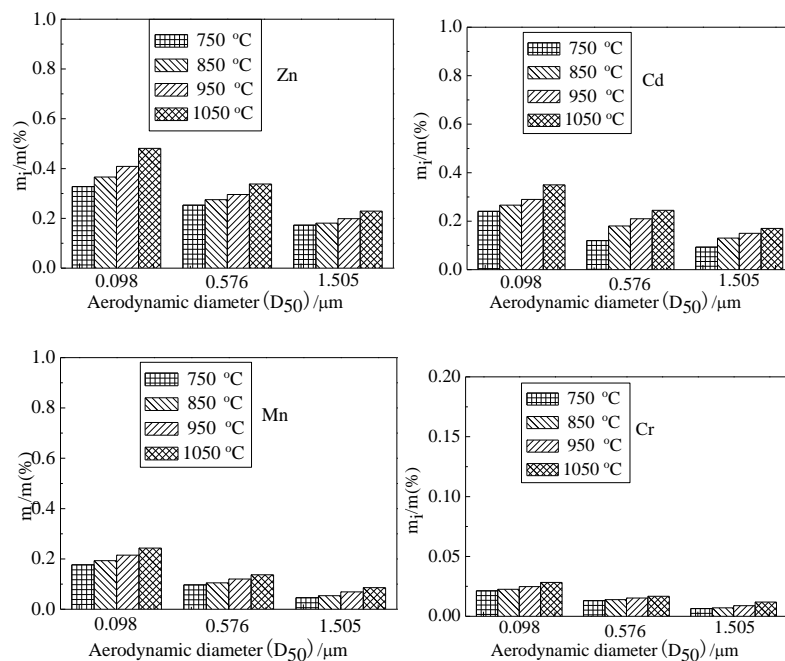 1.0
0.8
0.6
0.4
0.2
0.0
m_i/m(%)
750 °C
850 °C
950 °C
1050 °C
Zn
0.098 0.576 1.505
Aerodynamic diameter (D50) /μm
1.0
0.8
0.6
0.4
0.2
0.0
m_i/m(%)
750 °C
850 °C
950 °C
1050 °C
Cd
0.098 0.576 1.505
Aerodynamic diameter (D50) /μm
1.0
0.8
0.6
0.4
0.2
0.0
m_i/m(%)
750 °C
850 °C
950 °C
1050 °C
Mn
0.098 0.576 1.505
Aerodynamic diameter (D50) /μm
0.20
0.15
0.10
0.05
0.00
m_i/m(%)
750 °C
850 °C
950 °C
1050 °C
Cr
0.098 0.576 1.505
Aerodynamic diameter (D50) /μm